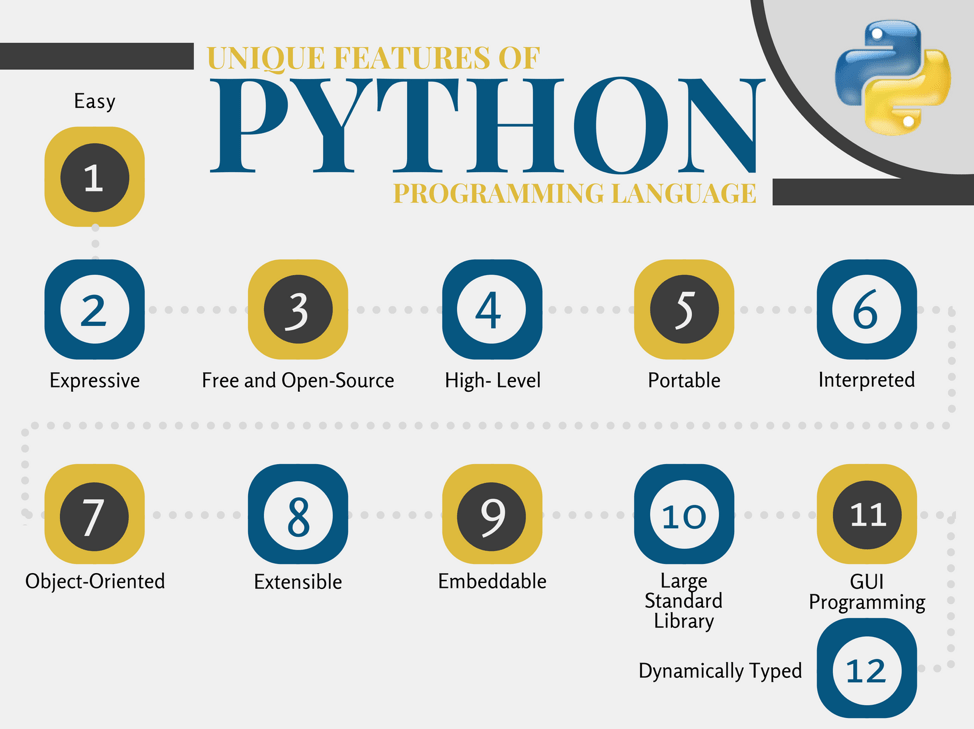 UNIQUE FEATURES OF
PYTHON
PROGRAMMING LANGUAGE
Easy
1
2
Expressive
3
Free and Open-Source
4
High- Level
5
Portable
6
Interpreted
7
Object-Oriented
8
Extensible
9
Embeddable
10
Large
Standard
Library
11
GUI
Programming
Dynamically Typed
12